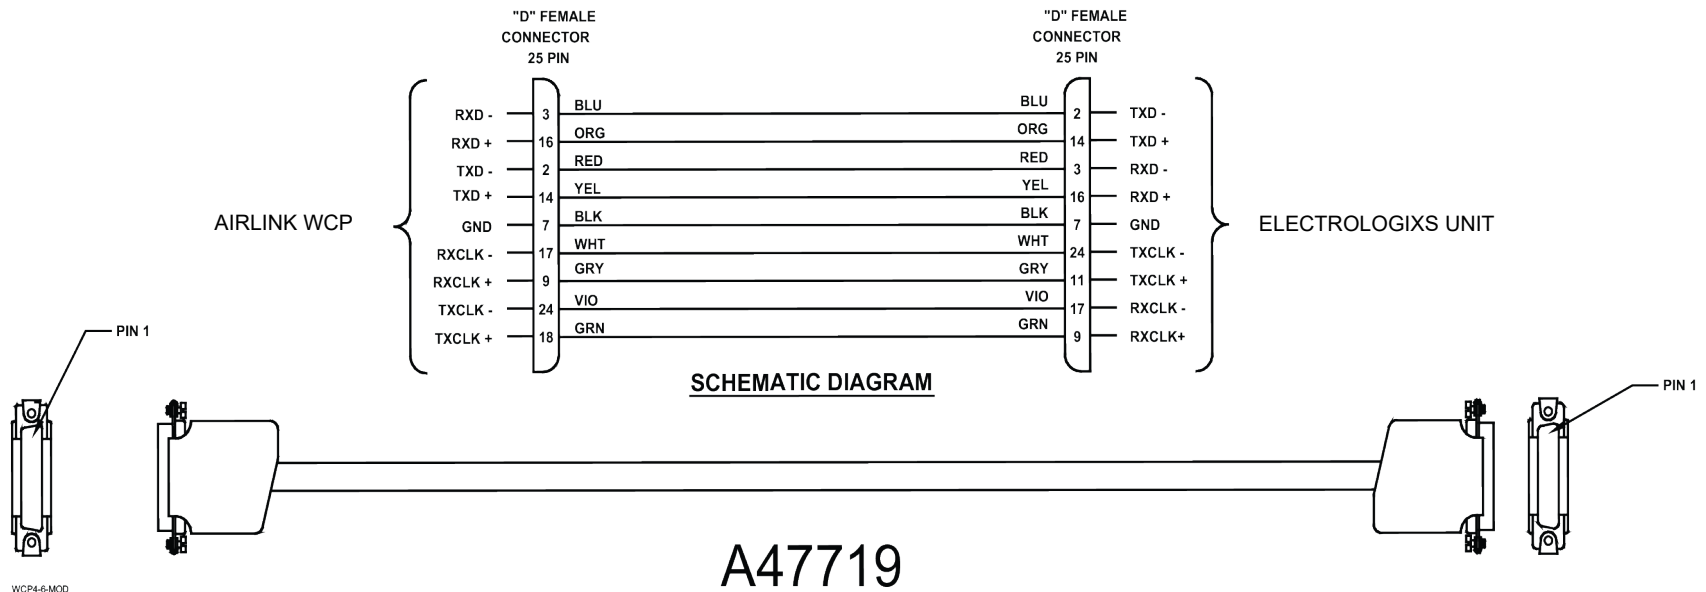 "D" FEMALE
CONNECTOR
25 PIN
"D" FEMALE
CONNECTOR
25 PIN
RXD - 3 BLU BLU 2 TXD -
RXD + 16 ORG ORG 14 TXD +
TXD - 2 RED RED 3 RXD -
TXD + 14 YEL YEL 16 RXD +
GND 7 BLK BLK 7 GND
RXCLK - 17 WHT WHT 24 TXCLK -
RXCLK + 9 GRY GRY 11 TXCLK +
TXCLK - 24 VIO VIO 17 RXCLK -
TXCLK + 18 GRN GRN 9 RXCLK+
AIRLINK WCP
ELECTROLOGIXS UNIT
PIN 1
SCHEMATIC DIAGRAM
PIN 1
A47719
WCP4-6-MOD